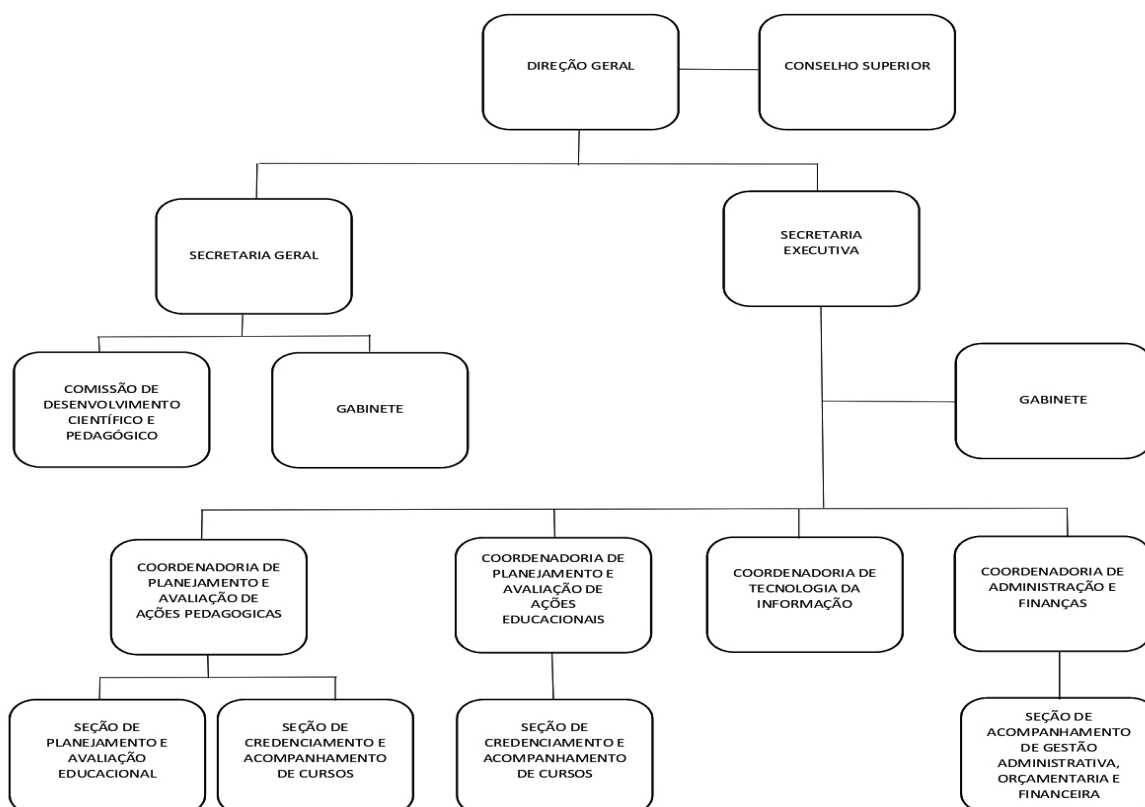 DIREÇÃO GERAL
CONSELHO SUPERIOR
SECRETARIA GERAL
SECRETARIA
EXECUTIVA
COMISSÃO DE
DESENVOLVIMENTO
CIENTÍFICO E
PEDAGÓGICO
GABINETE
GABINETE
COORDENADORIA DE
PLANEJAMENTO E
AVALIAÇÃO DE
AÇÕES PEDAGOGICAS
COORDENADORIA DE
PLANEJAMENTO E
AVALIAÇÃO DE
AÇÕES
EDUCACIONAIS
COORDENADORIA DE
TECNOLOGIA DA
INFORMAÇÃO
COORDENADORIA DE
ADMINISTRAÇÃO E
FINANÇAS
SEÇÃO DE
PLANEJAMENTO E
AVALIAÇÃO
EDUCACIONAL
SEÇÃO DE
CREDENCIAMENTO E
ACOMPANHAMENTO
DE CURSOS
SEÇÃO DE
CREDENCIAMENTO E
ACOMPANHAMENTO
DE CURSOS
SEÇÃO DE
ACOMPANHAMENTO
DE GESTÃO
ADMINISTRATIVA,
ORÇAMENTARIA E
FINANCEIRA